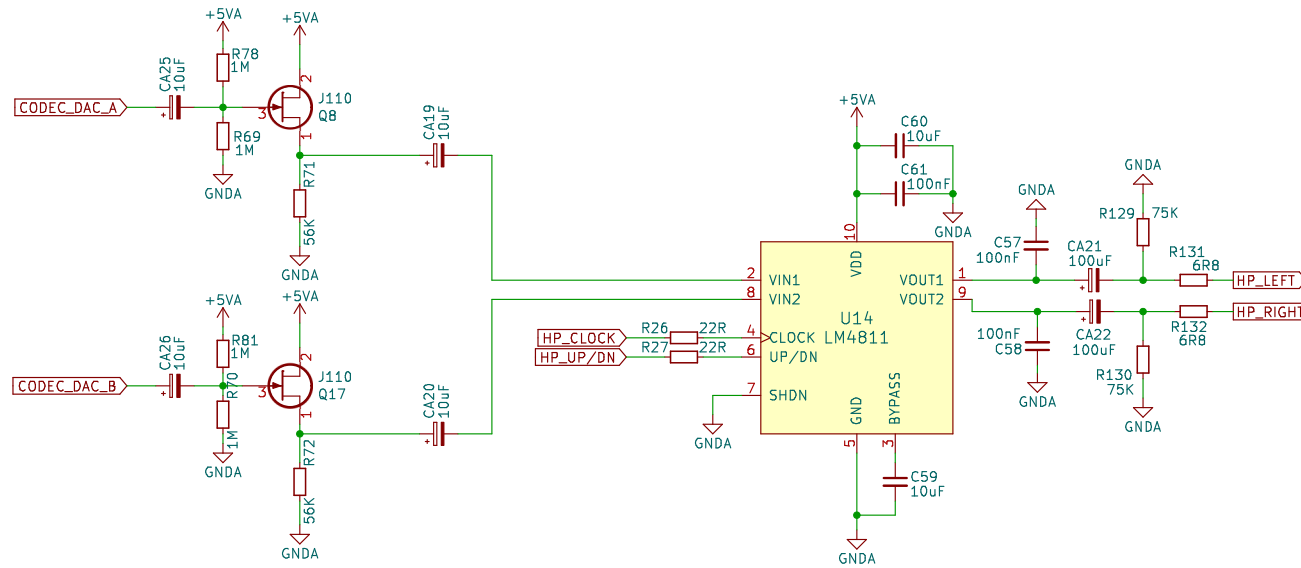 +5VA
+5VA
R78
1M
CA25
10uF
CODEC_DAC_A
+
3
2
1
J110
Q8
R69
1M
GNDA
R71
56K
GNDA
CA19
10uF
+
+5VA
C60
10uF
C61
100nF
GNDA
GNDA
GNDA
R129
75K
C57
100nF
CA21
100uF
+
R131
6R8
HP_LEFT
10
VDD
2
VIN1
8
VIN2
VOUT1
1
VOUT2
9
U14
LM4811
HP_CLOCK
R26
22R
4
CLOCK
HP_UP/DN
R27
22R
6
UP/DN
7
SHDN
GNDA
GND
5
BYPASS
3
C59
10uF
GNDA
100nF
C58
GNDA
CA22
100uF
+
R132
6R8
HP_RIGHT
R130
75K
GNDA
+5VA
+5VA
R81
1M
CA26
10uF
CODEC_DAC_B
+
3
2
1
J110
Q17
R70
1M
GNDA
R72
56K
GNDA
CA20
10uF
+